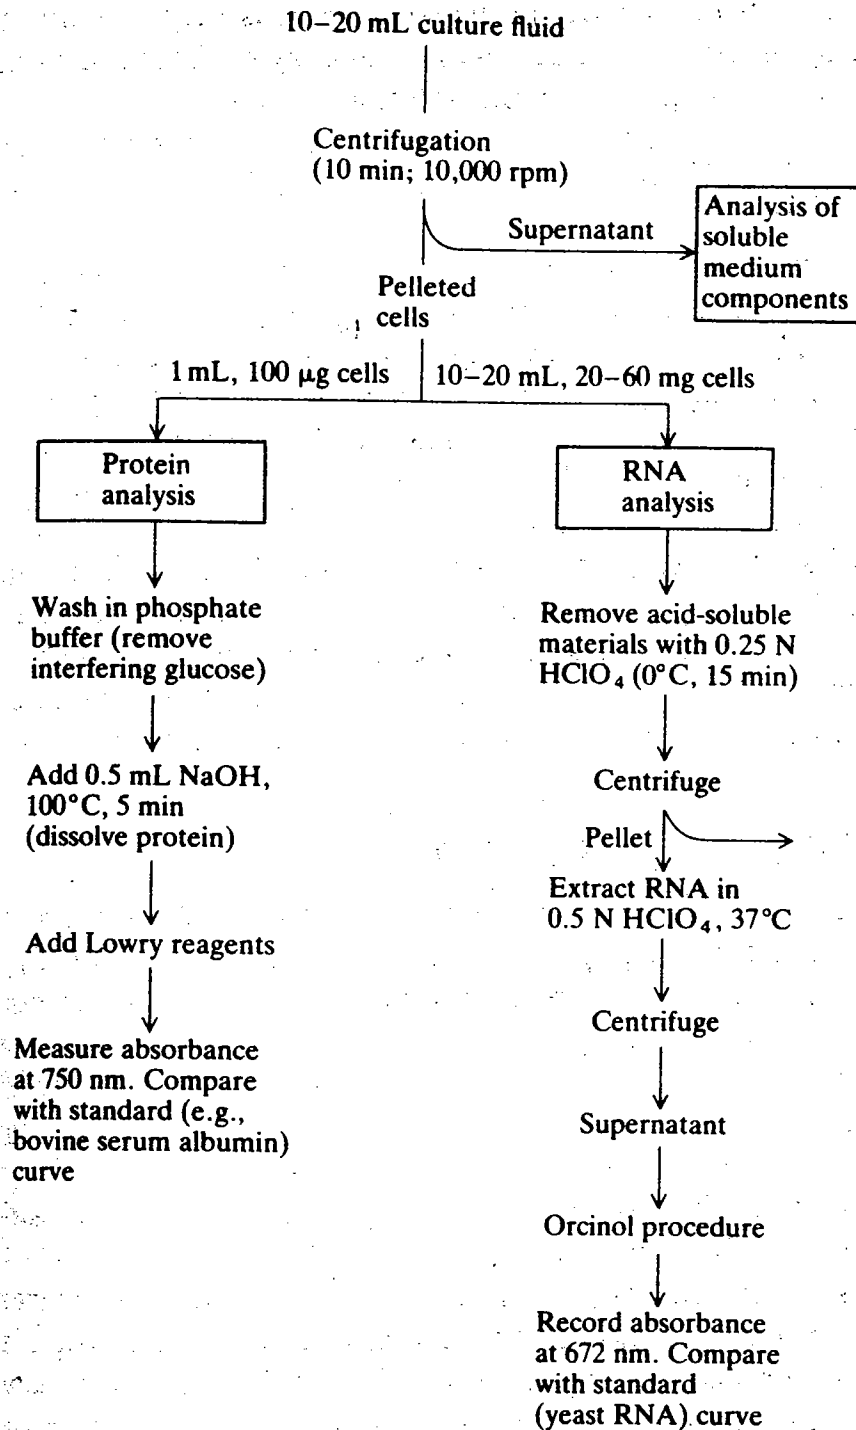 10–20 mL culture fluid
Centrifugation
(10 min; 10,000 rpm)
Supernatant
Analysis of
soluble
medium
components
Pelleted
cells
1 mL, 100 μg cells
10–20 mL, 20–60 mg cells
Protein
analysis
Wash in phosphate
buffer (remove
interfering glucose)
Add 0.5 mL NaOH,
100°C, 5 min
(dissolve protein)
Add Lowry reagents
Measure absorbance
at 750 nm. Compare
with standard (e.g.,
bovine serum albumin)
curve
RNA
analysis
Remove acid-soluble
materials with 0.25 N
HClO₄ (0°C, 15 min)
Centrifuge
Pellet
Extract RNA in
0.5 N HClO₄, 37°C
Centrifuge
Supernatant
Orcinol procedure
Record absorbance
at 672 nm. Compare
with standard
(yeast RNA) curve